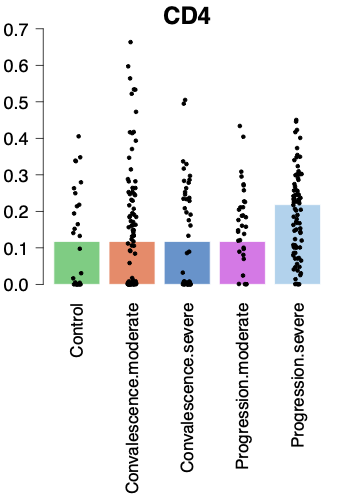 CD4
0.7
0.6
0.5
0.4
0.3
0.2
0.1
0.0
Control
Convalescence.moderate
Convalescence.severe
Progression.moderate
Progression.severe